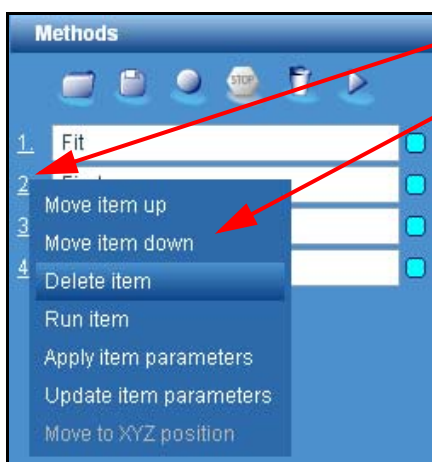 Methods
STOP
1. Fit
2
3
4
Move item up
Move item down
Delete item
Run item
Apply item parameters
Update item parameters
Move to XYZ position